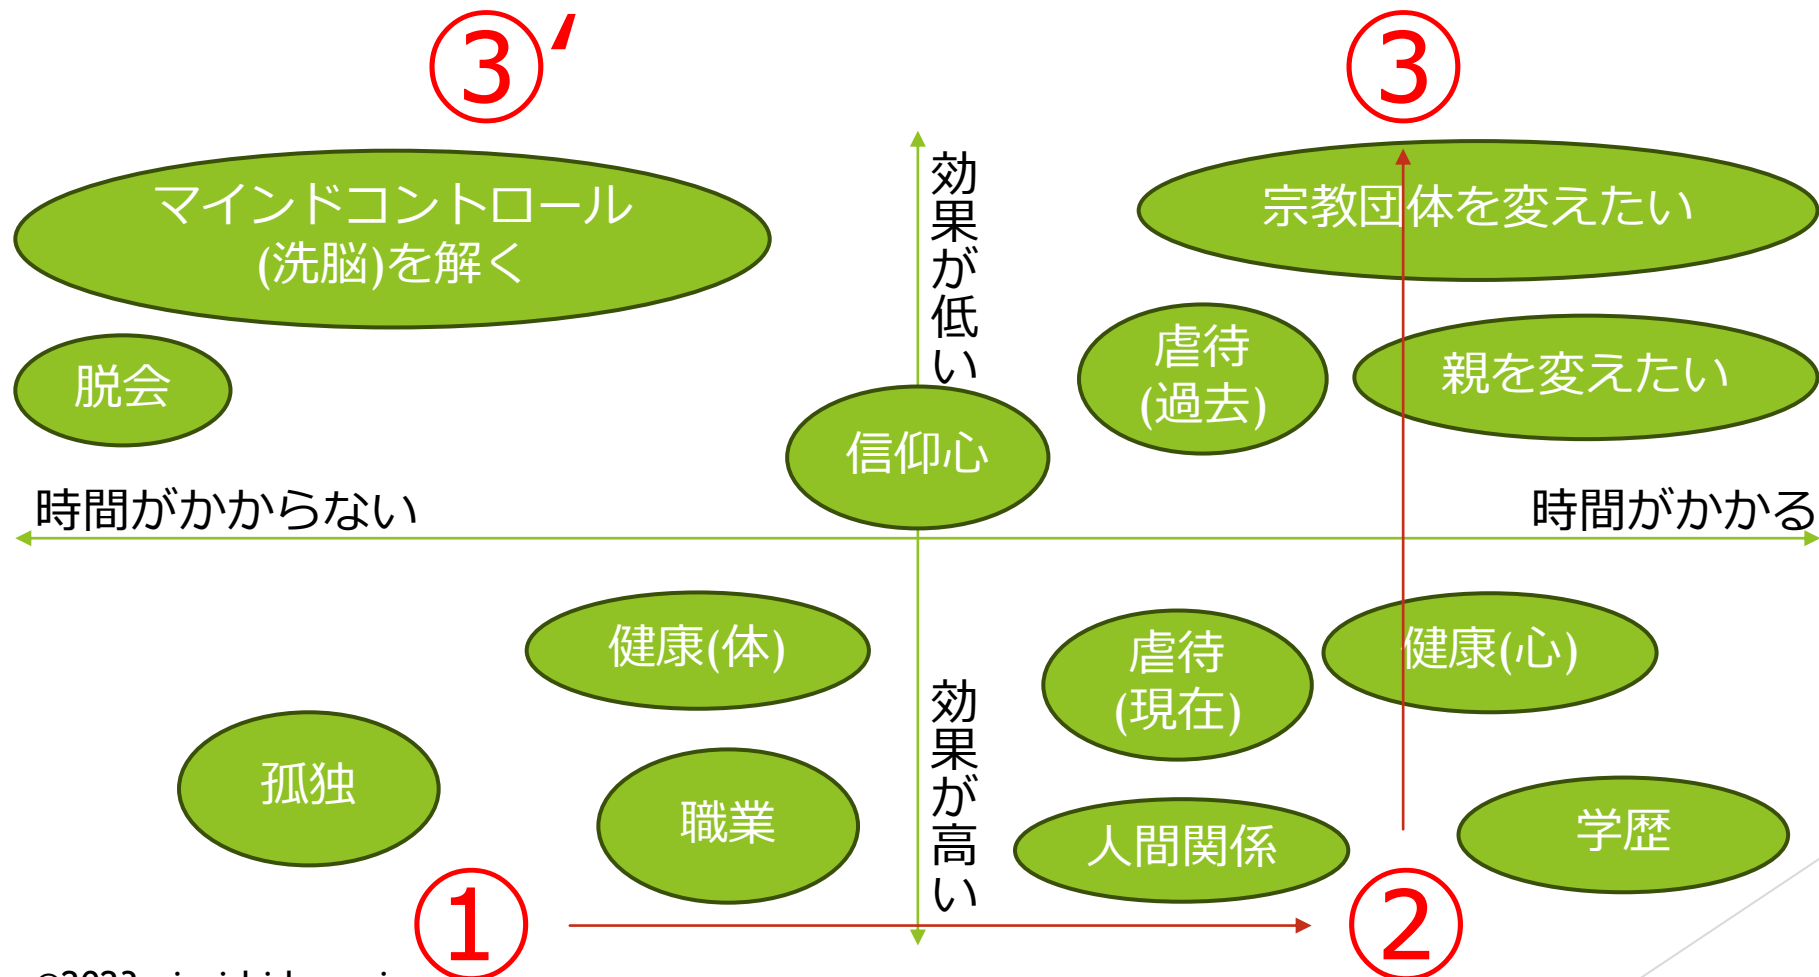 ③′
③
マインドコントロール
(洗脳)を解く
効果が低い
宗教団体を変えたい
脱会
虐待
(過去)
親を変えたい
信仰心
時間がかからない
時間がかかる
健康(体)
虐待
(現在)
健康(心)
効果が高い
孤独
職業
人間関係
学歴
①
②